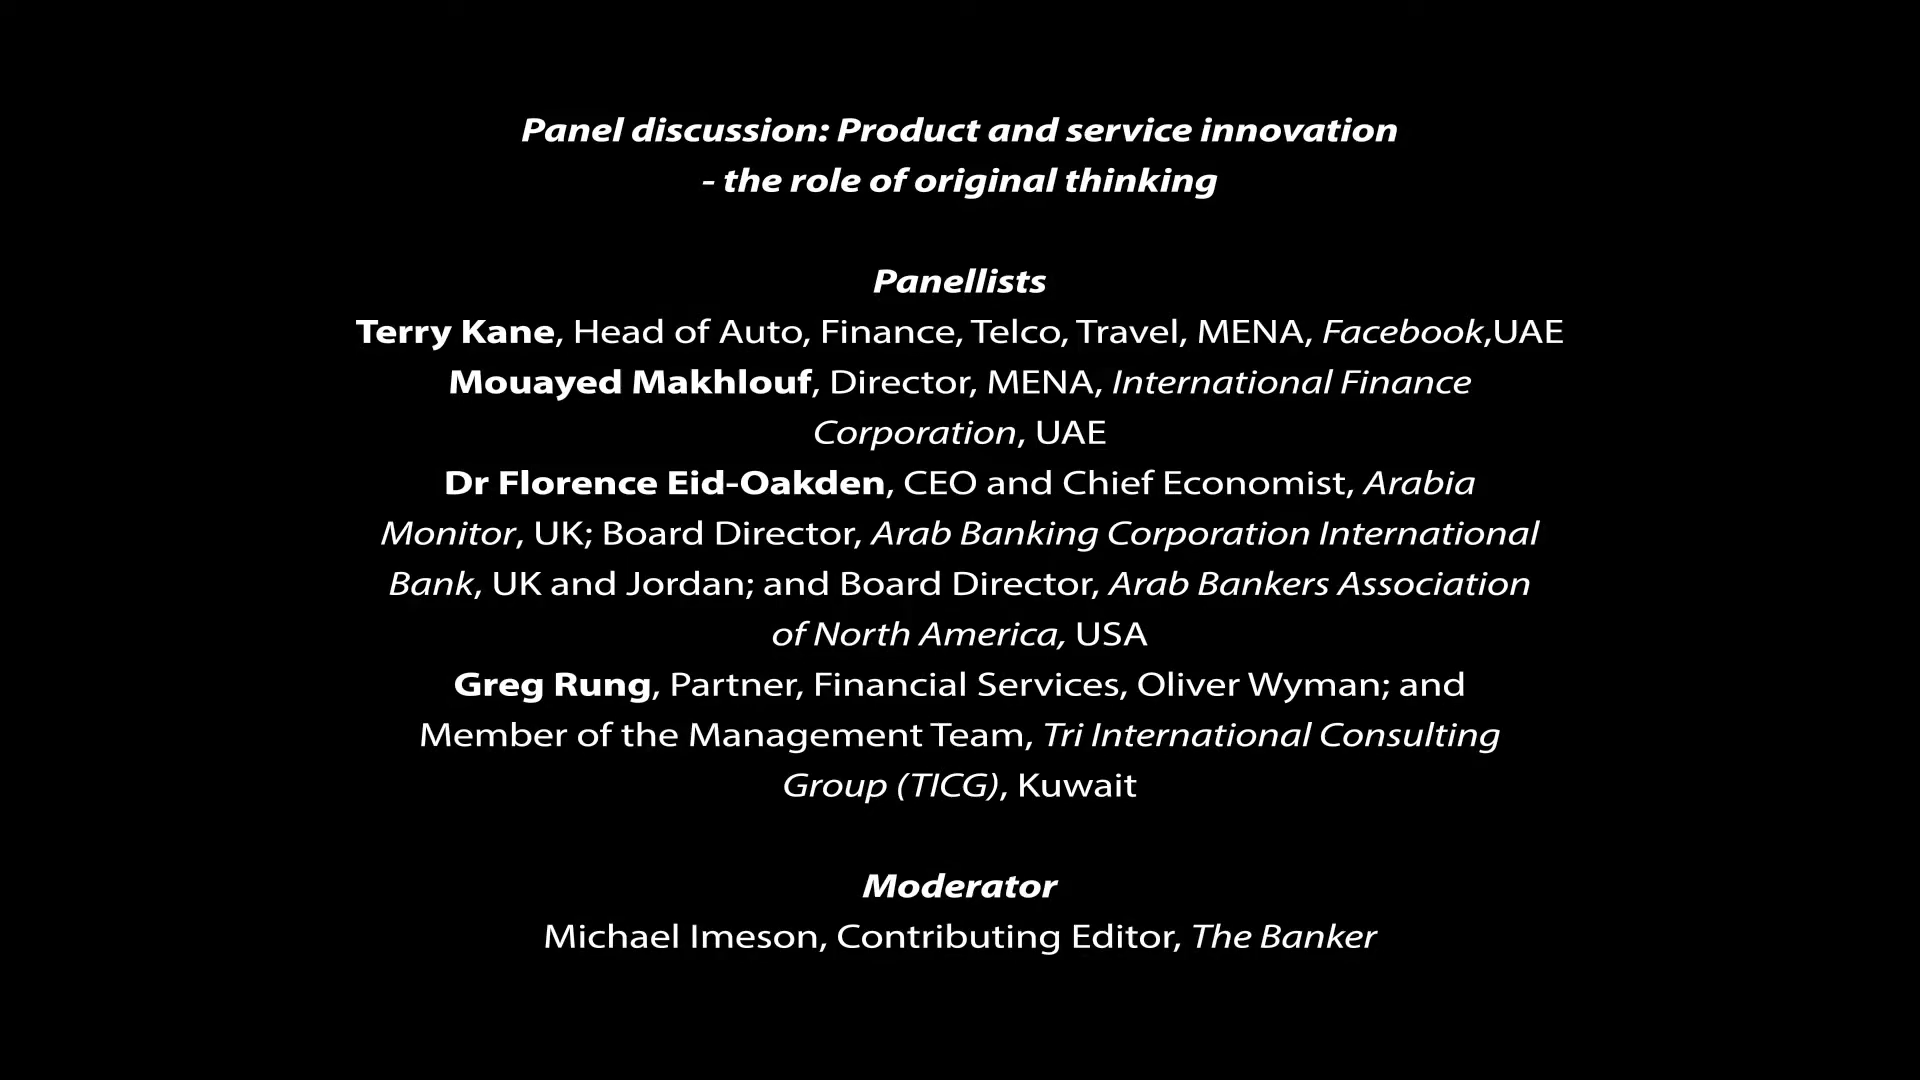 Panel discussion: Product and service innovation
- the role of original thinking
Panellists
Terry Kane, Head of Auto, Finance, Telco, Travel, MENA, Facebook,UAE
Mouayed Makhlouf, Director, MENA, International Finance
Corporation, UAE
Dr Florence Eid-Oakden, CEO and Chief Economist, Arabia
Monitor, UK; Board Director, Arab Banking Corporation International
Bank, UK and Jordan; and Board Director, Arab Bankers Association
of North America, USA
Greg Rung, Partner, Financial Services, Oliver Wyman; and
Member of the Management Team, Tri International Consulting
Group (TICG), Kuwait
Moderator
Michael Imeson, Contributing Editor, The Banker